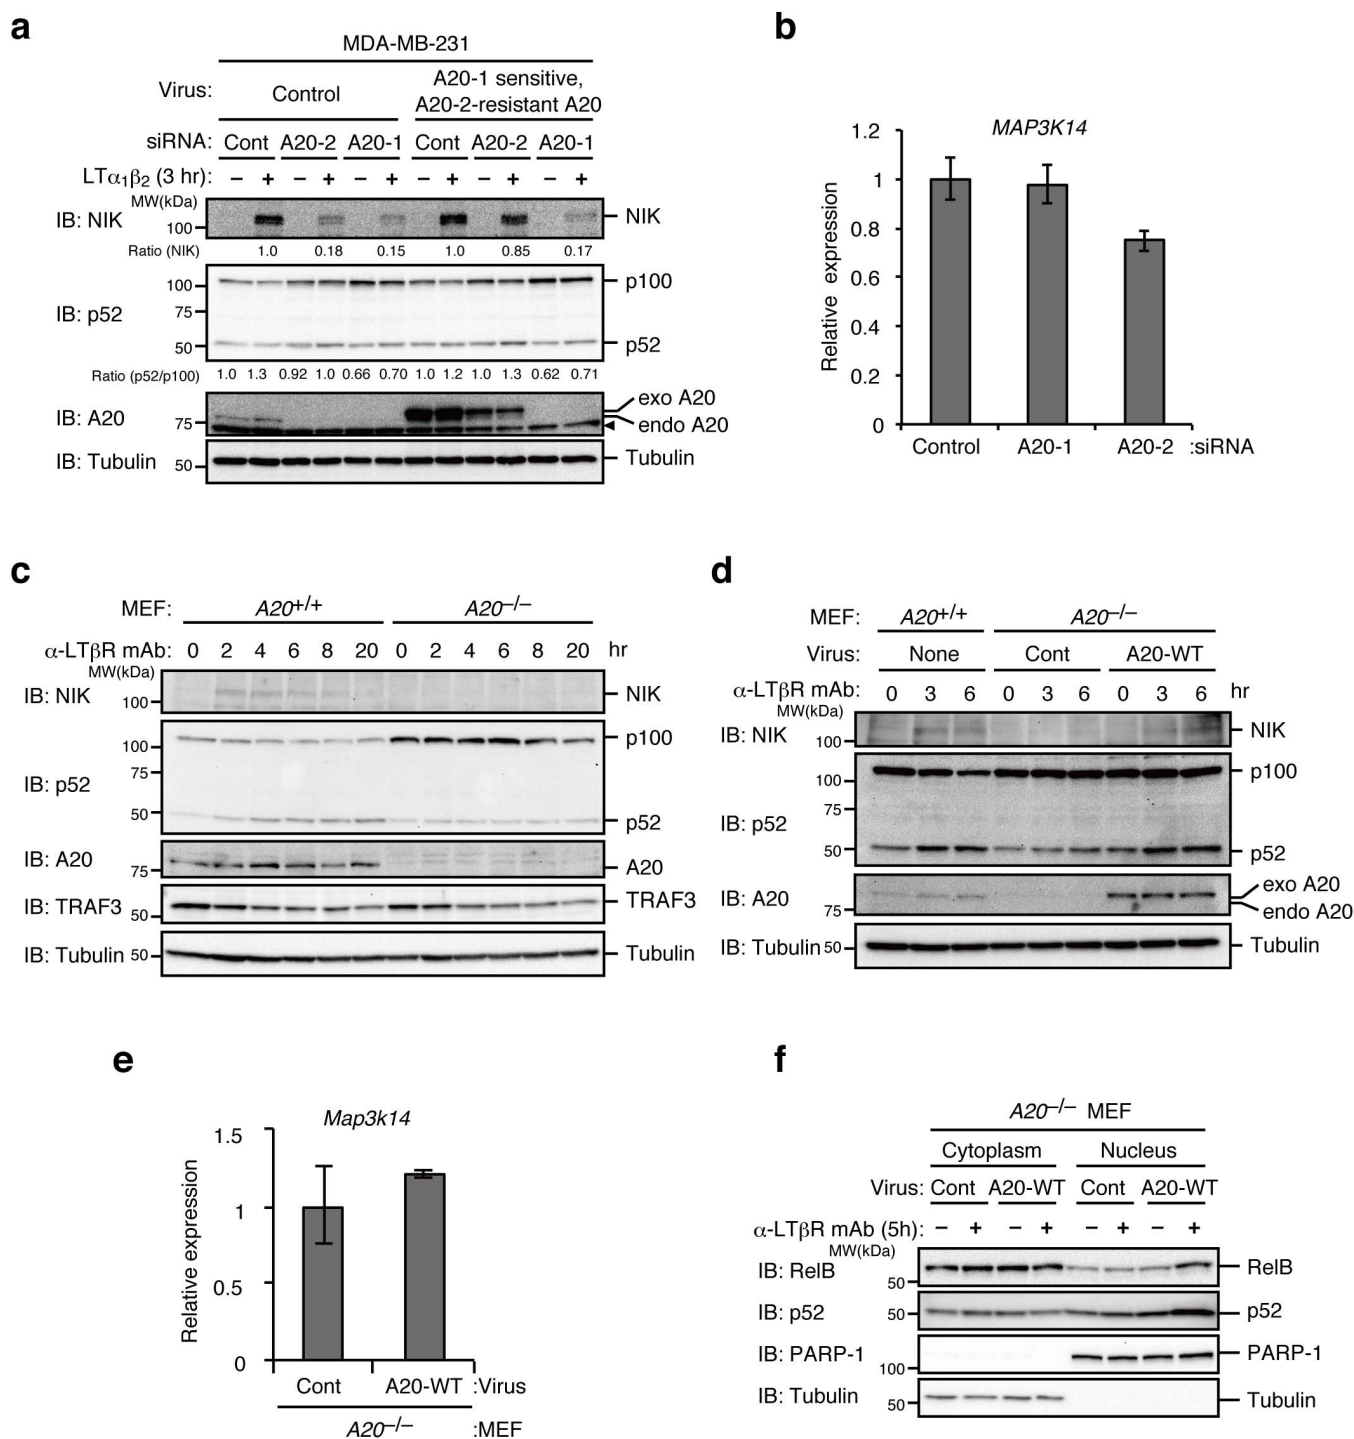 a
MDA-MB-231
Virus: Control A20-1 sensitive, A20-2-resistant A20
siRNA: Cont A20-2 A20-1 Cont A20-2 A20-1
LTα1β2 (3 hr): – + – + – + – + – + – +
MW(kDa)
IB: NIK 100 NIK
Ratio (NIK) 1.0 0.18 0.15 1.0 0.85 0.17
IB: p52 100 75 50 p100 p52
Ratio (p52/p100) 1.0 1.3 0.92 1.0 0.66 0.70 1.0 1.2 1.0 1.3 0.62 0.71
IB: A20 75 exo A20 endo A20
IB: Tubulin 50 Tubulin
b
MAP3K14
Relative expression
1.2
1
0.8
0.6
0.4
0.2
0
Control A20-1 A20-2 :siRNA
c
MEF: A20+/+ A20–/–
α-LTβR mAb: 0 2 4 6 8 20 0 2 4 6 8 20 hr
MW(kDa)
IB: NIK 100 NIK
IB: p52 100 75 50 p100 p52
IB: A20 75 A20
IB: TRAF3 50 TRAF3
IB: Tubulin 50 Tubulin
d
MEF: A20+/+ A20–/–
Virus: None Cont A20-WT
α-LTβR mAb: 0 3 6 0 3 6 0 3 6 hr
MW(kDa)
IB: NIK 100 NIK
IB: p52 100 75 50 p100 p52
IB: A20 75 exo A20 endo A20
IB: Tubulin 50 Tubulin
e
Map3k14
Relative expression
1.5
1
0.5
0
Cont A20-WT :Virus
A20–/– :MEF
f
A20–/– MEF
Cytoplasm Nucleus
Virus: Cont A20-WT Cont A20-WT
α-LTβR mAb (5h): – + – + – + – +
MW(kDa)
IB: RelB 50 RelB
IB: p52 50 p52
IB: PARP-1 100 PARP-1
IB: Tubulin 50 Tubulin